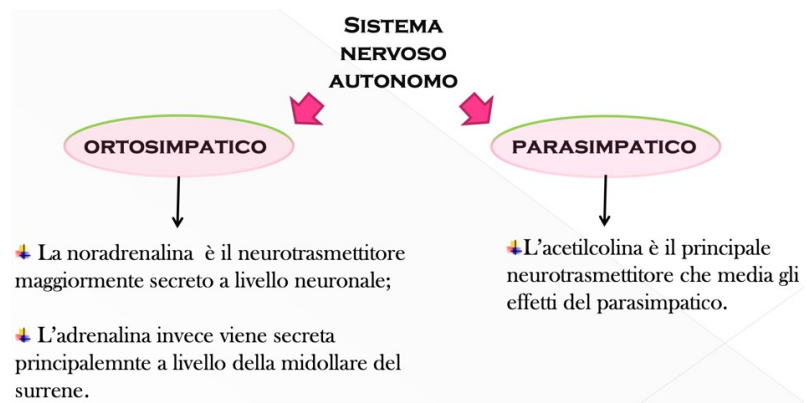 SISTEMA
NERVOSO
AUTONOMO
ORTOSIMPATICO
La noradrenalina è il neurotrasmettitore
maggiormente secreto a livello neuronale;
L'adrenalina invece viene secreta
principalemnte a livello della midollare del
surrene.
PARASIMPATICO
L'acetilcolina è il principale
neurotrasmettitore che media gli
effetti del parasimpatico.